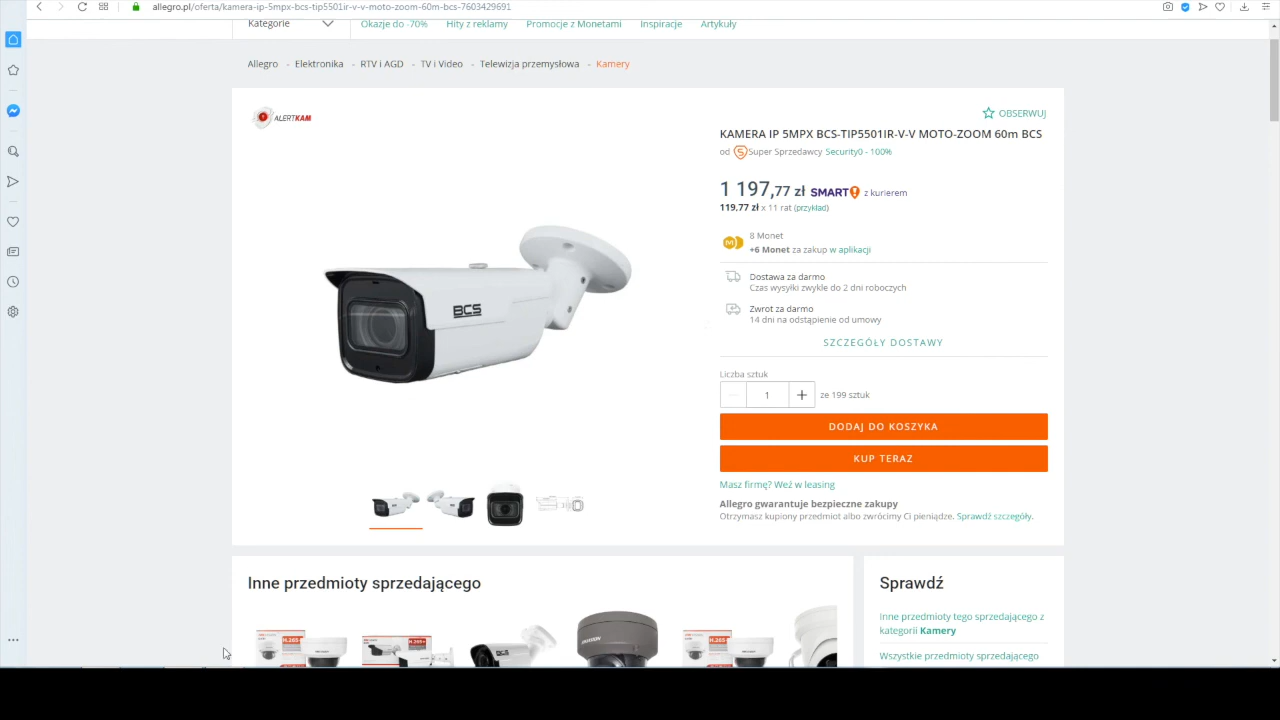 allegro.pl/oferta/kamera-ip-5mpx-bcs-tip5501ir-v-v-moto-zoom-60m-bcs-7603429691
Kategorie
Okazje do -70% Hity z reklamy Promocje z Monetami Inspiracje Artykuły
Allegro - Elektronika - RTV i AGD - TV i Video - Telewizja przemysłowa - Kamery
ALERTKAM
OBSERWUJ
KAMERA IP 5MPX BCS-TIP5501IR-V-V MOTO-ZOOM 60m BCS
od S Super Sprzedawcy Security0 - 100%
1 197,77 zł SMART! z kurierem
119,77 zł x 11 rat (przykład)
8 Monet
+6 Monet za zakup w aplikacji
Dostawa za darmo
Czas wysyłki zwykle do 2 dni roboczych
Zwrot za darmo
14 dni na odstąpienie od umowy
SZCZEGÓŁY DOSTAWY
Liczba sztuk
1 ze 199 sztuk
DODAJ DO KOSZYKA
KUP TERAZ
Masz firmę? Weź w leasing
Allegro gwarantuje bezpieczne zakupy
Otrzymasz kupiony przedmiot albo zwrócimy Ci pieniądze. Sprawdź szczegóły.
BCS
Inne przedmioty sprzedającego
H.265+
H.265+
H.265+
Sprawdź
Inne przedmioty tego sprzedającego z
kategorii Kamery
Wszystkie przedmioty sprzedającego